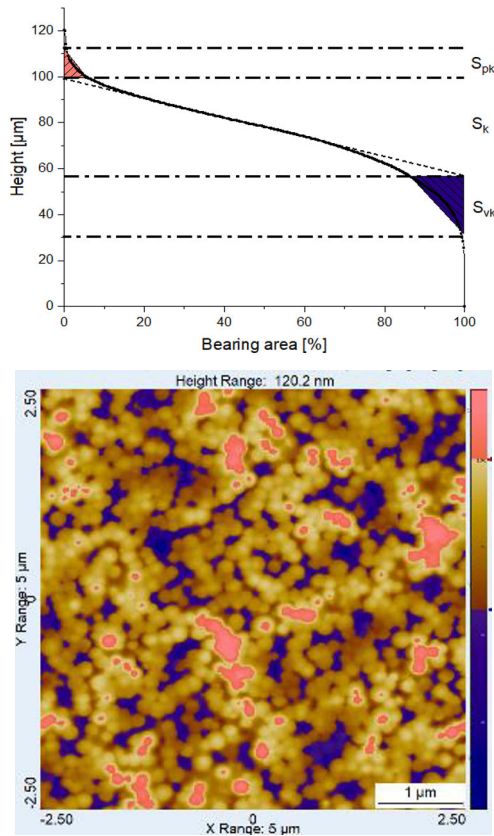 120
100
80
60
40
20
0
Height [µm]
Spk
Sk
Svk
0 20 40 60 80 100
Bearing area [%]
Height Range: 120.2 nm
2.50
0
-2.50
Y Range: 5 µm
1 µm
-2.50 0 2.50
X Range: 5 µm